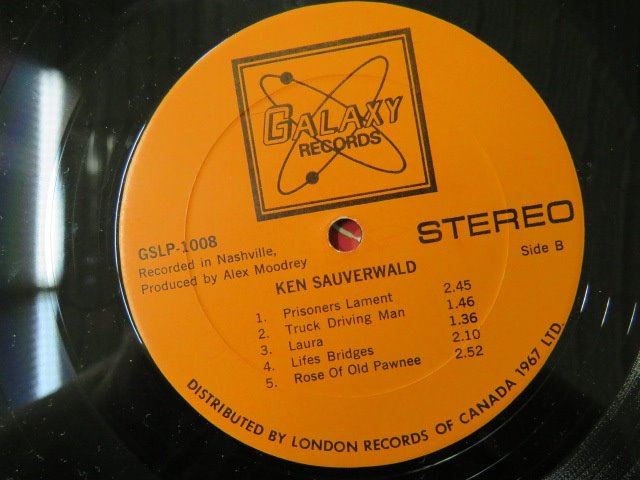 GALAXY
RECORDS
STEREO
GSLP-1008
Recorded in Nashville,
Produced by Alex Moodrey
Side B
KEN SAUVERWALD
1. Prisoners Lament 2.45
2. Truck Driving Man 1.46
3. Laura 1.36
4. Lifes Bridges 2.10
5. Rose Of Old Pawnee 2.52
DISTRIBUTED BY LONDON RECORDS OF CANADA 1967 LTD.